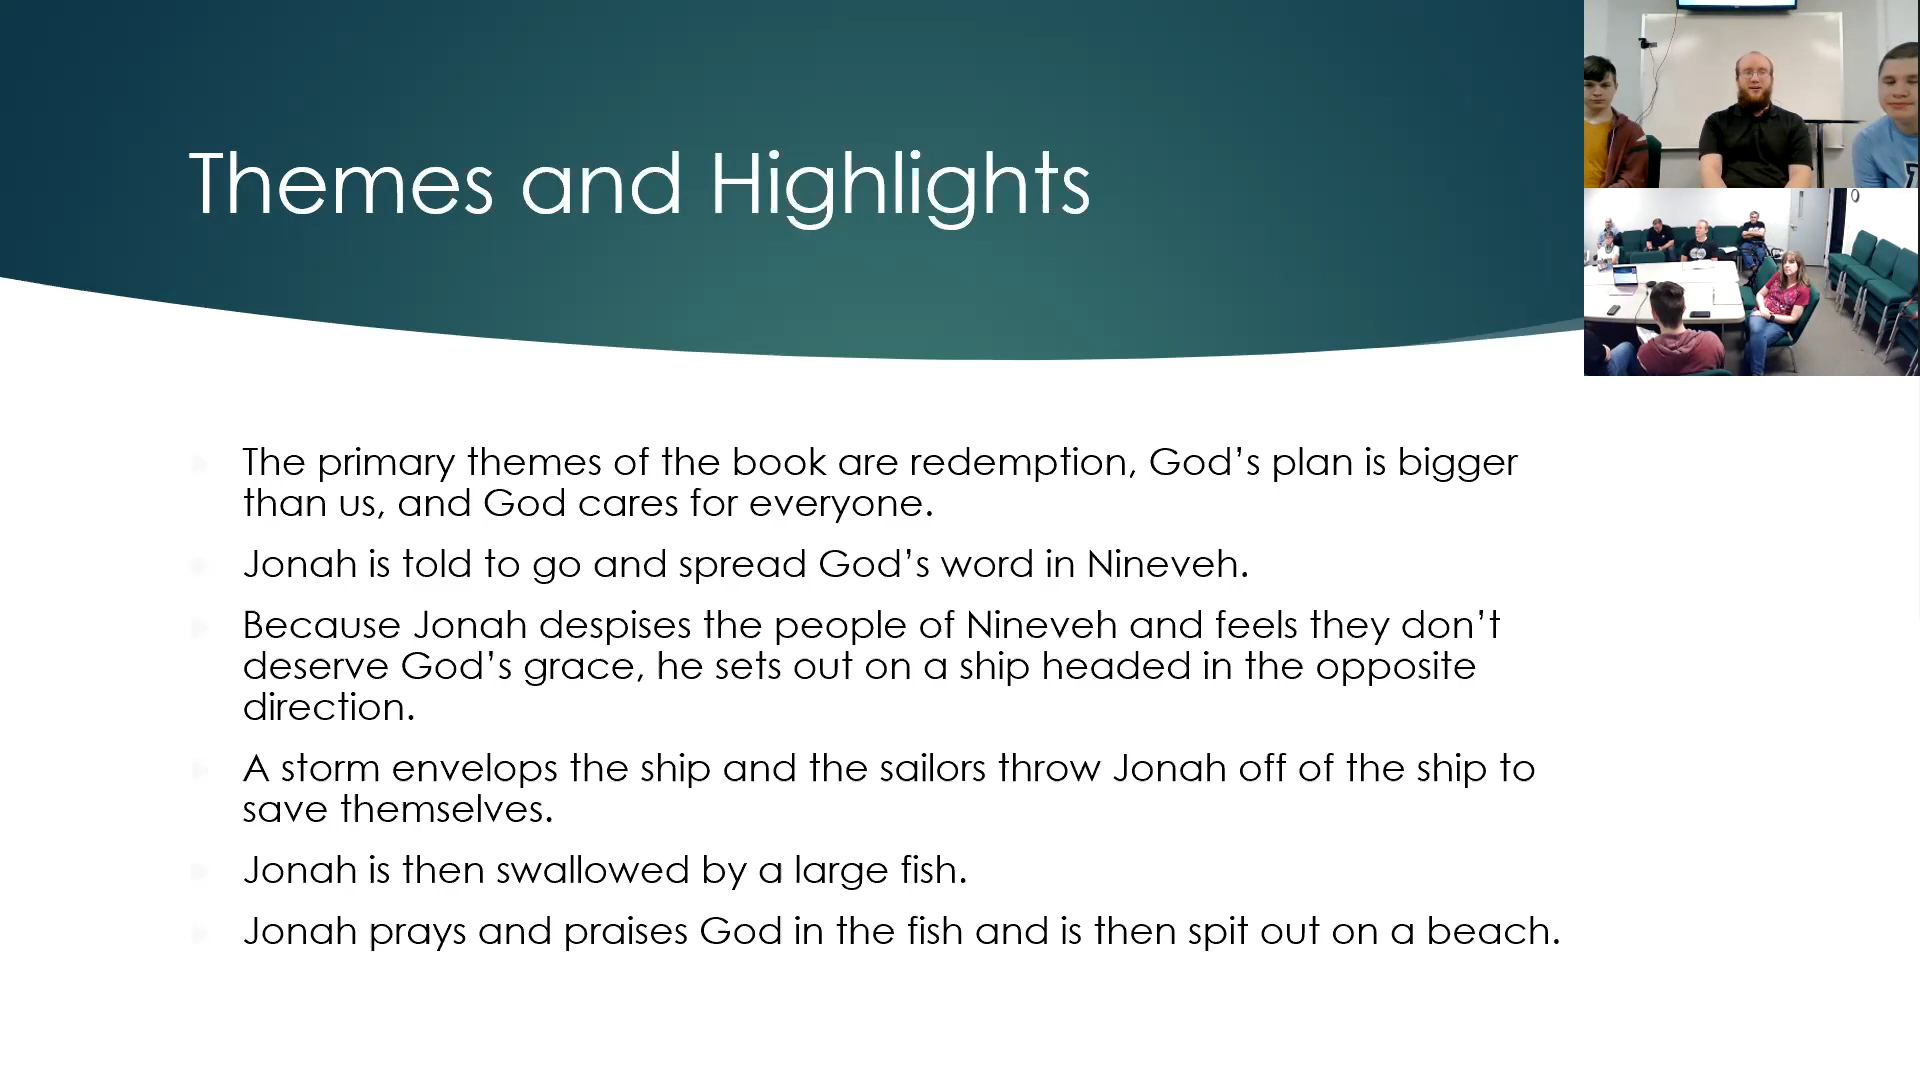 Themes and Highlights
The primary themes of the book are redemption, God’s plan is bigger
than us, and God cares for everyone.
Jonah is told to go and spread God’s word in Nineveh.
Because Jonah despises the people of Nineveh and feels they don’t
deserve God’s grace, he sets out on a ship headed in the opposite
direction.
A storm envelops the ship and the sailors throw Jonah off of the ship to
save themselves.
Jonah is then swallowed by a large fish.
Jonah prays and praises God in the fish and is then spit out on a beach.